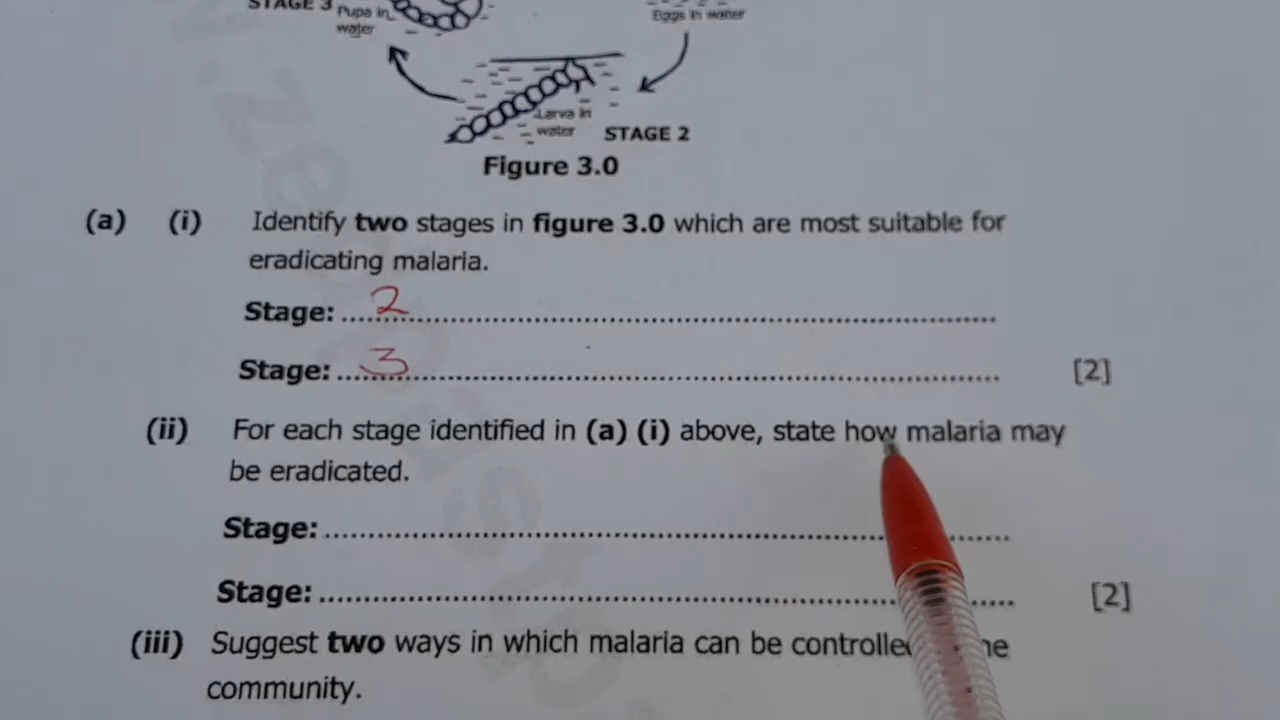 STAGE 3 Pupa in
water
Eggs in water
Larva in
water
STAGE 2
Figure 3.0
(a) (i) Identify two stages in figure 3.0 which are most suitable for
eradicating malaria.
Stage: 2
Stage: 3 [2]
(ii) For each stage identified in (a) (i) above, state how malaria may
be eradicated.
Stage:
Stage: [2]
(iii) Suggest two ways in which malaria can be
community.